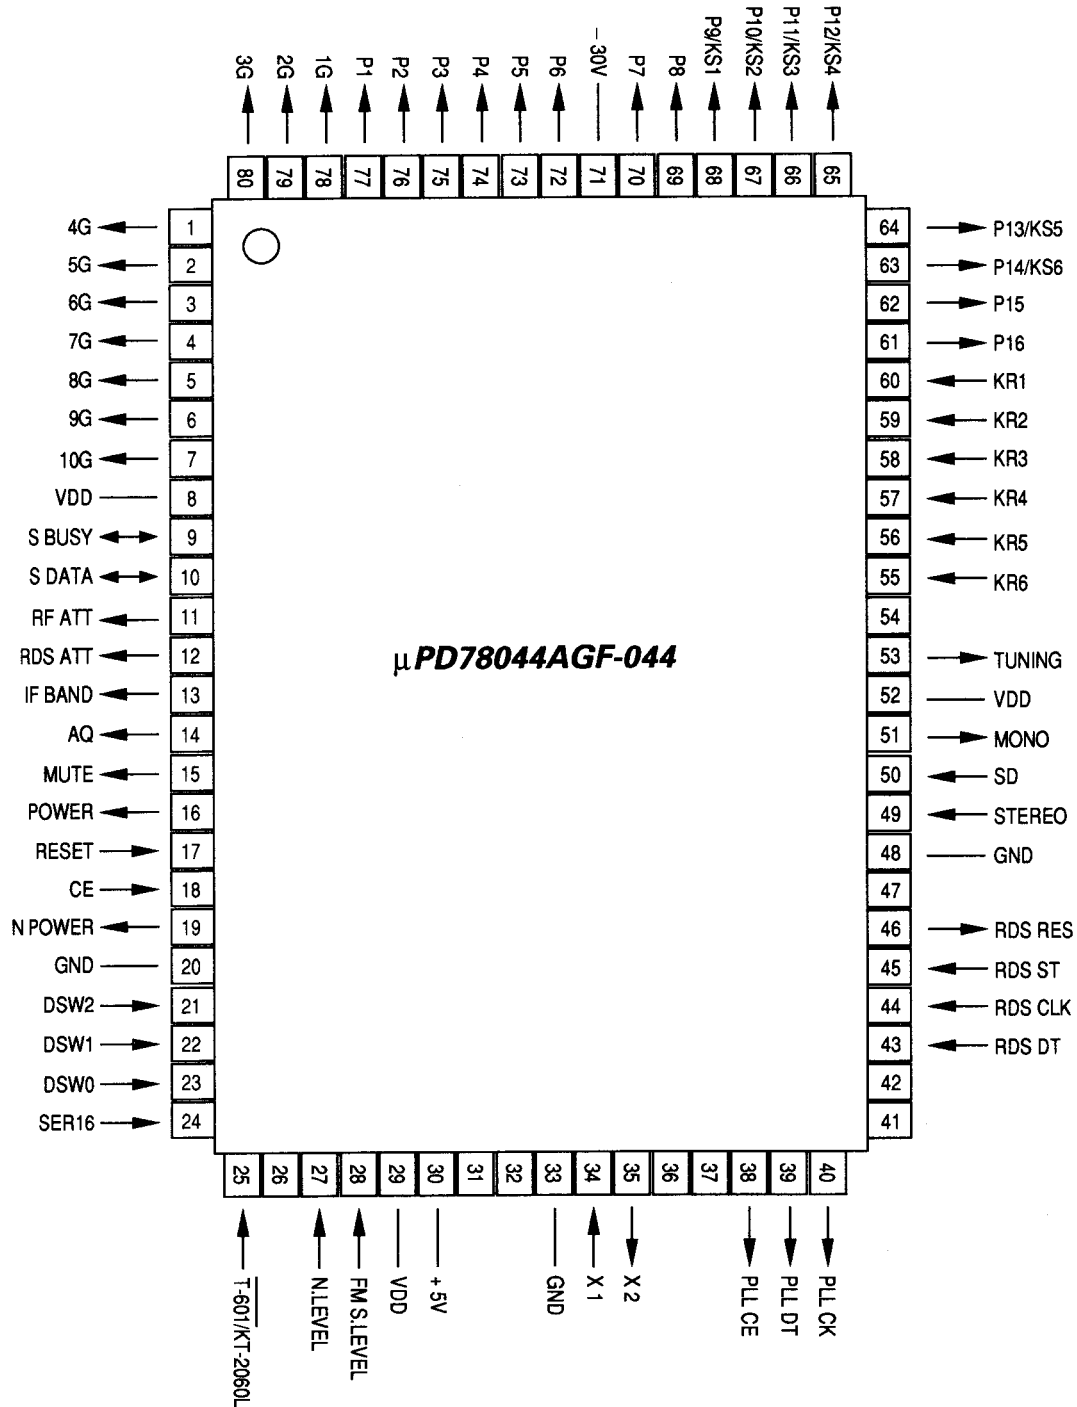 3G 2G 1G P1 P2 P3 P4 P5 P6 – 30V P7 P8 P9/KS1 P10/KS2 P11/KS3 P12/KS4
80 79 78 77 76 75 74 73 72 71 70 69 68 67 66 65
4G 1 64 P13/KS5
5G 2 63 P14/KS6
6G 3 62 P15
7G 4 61 P16
8G 5 60 KR1
9G 6 59 KR2
10G 7 58 KR3
VDD 8 57 KR4
S BUSY 9 56 KR5
S DATA 10 55 KR6
RF ATT 11 54
RDS ATT 12 μPD78044AGF-044 53 TUNING
IF BAND 13 52 VDD
AQ 14 51 MONO
MUTE 15 50 SD
POWER 16 49 STEREO
RESET 17 48 GND
CE 18 47
N POWER 19 46 RDS RES
GND 20 45 RDS ST
DSW2 21 44 RDS CLK
DSW1 22 43 RDS DT
DSW0 23 42
SER16 24 41
25 26 27 28 29 30 31 32 33 34 35 36 37 38 39 40
T-601/KT-2060L N.LEVEL FM S.LEVEL VDD + 5V GND X 1 X 2 PLL CE PLL DT PLL CK